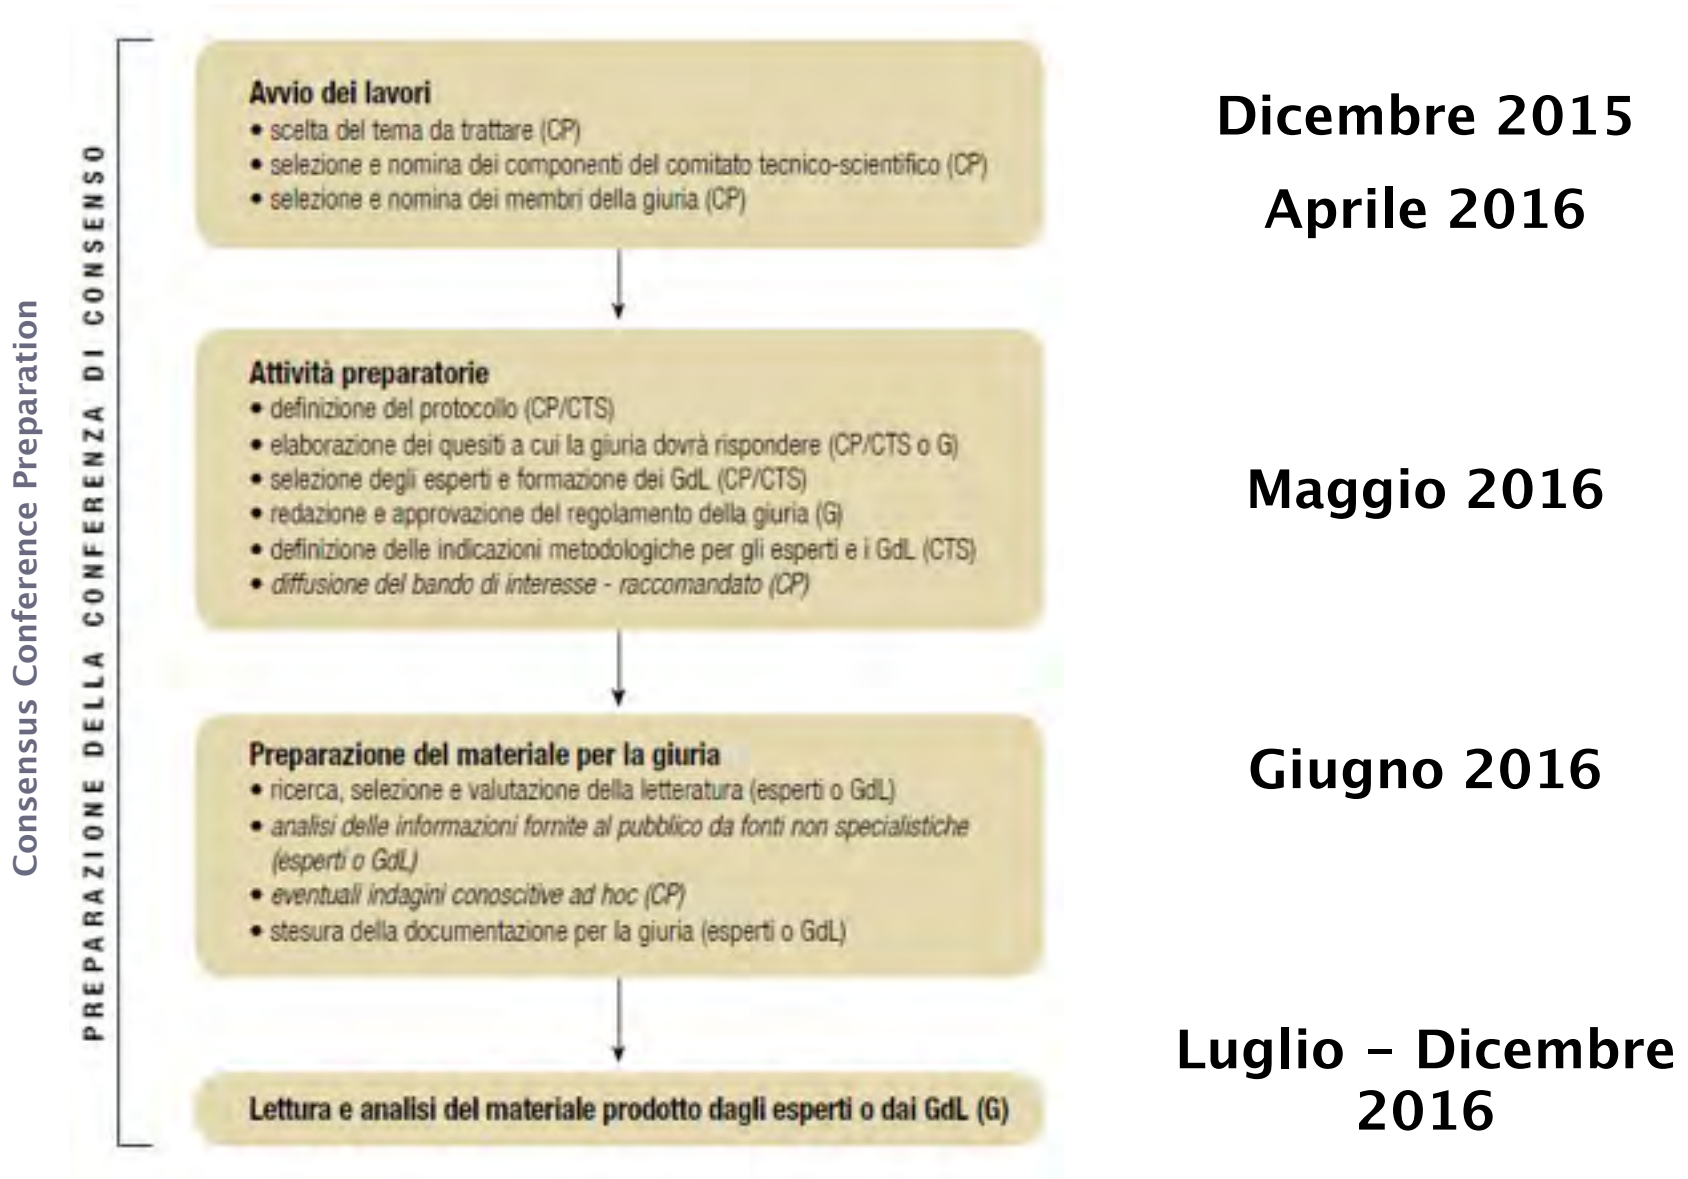 Consensus Conference Preparation
PREPARAZIONE DELLA CONFERENZA DI CONSENSO
Avvio dei lavori
• scelta del tema da trattare (CP)
• selezione e nomina dei componenti del comitato tecnico-scientifico (CP)
• selezione e nomina dei membri della giuria (CP)
Dicembre 2015
Aprile 2016
Attività preparatorie
• definizione del protocollo (CP/CTS)
• elaborazione dei quesiti a cui la giuria dovrà rispondere (CP/CTS o G)
• selezione degli esperti e formazione dei GdL (CP/CTS)
• redazione e approvazione del regolamento della giuria (G)
• definizione delle indicazioni metodologiche per gli esperti e i GdL (CTS)
• diffusione del bando di interesse - raccomandato (CP)
Maggio 2016
Preparazione del materiale per la giuria
• ricerca, selezione e valutazione della letteratura (esperti o GdL)
• analisi delle informazioni fornite al pubblico da fonti non specialistiche
(esperti o GdL)
• eventuali indagini conoscitive ad hoc (CP)
• stesura della documentazione per la giuria (esperti o GdL)
Giugno 2016
Lettura e analisi del materiale prodotto dagli esperti o dai GdL (G)
Luglio – Dicembre
2016